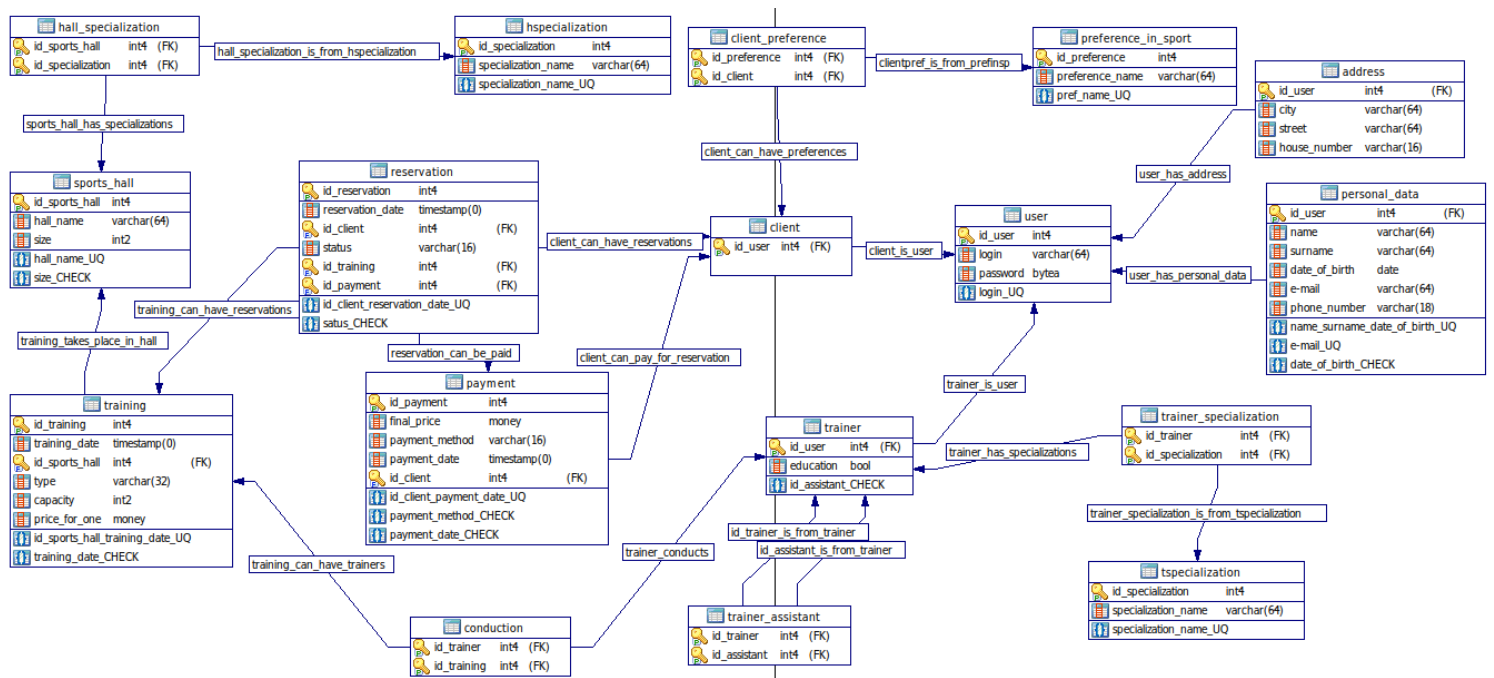 hall_specialization
id_sports_hall int4 (FK)
id_specialization int4 (FK)
hall_specialization_is_from_hspecialization
hspecialization
id_specialization int4
specialization_name varchar(64)
specialization_name_UQ
client_preference
id_preference int4 (FK)
id_client int4 (FK)
clientpref_is_from_prefinsp
preference_in_sport
id_preference int4
preference_name varchar(64)
pref_name_UQ
address
id_user int4 (FK)
city varchar(64)
street varchar(64)
house_number varchar(16)
sports_hall_has_specializations
client_can_have_preferences
user_has_address
sports_hall
id_sports_hall int4
hall_name varchar(64)
size int2
hall_name_UQ
size_CHECK
reservation
id_reservation int4
reservation_date timestamp(0)
id_client int4 (FK)
status varchar(16)
id_training int4 (FK)
id_payment int4 (FK)
id_client_reservation_date_UQ
satus_CHECK
client_can_have_reservations
client
id_user int4 (FK)
client_is_user
user
id_user int4
login varchar(64)
password bytea
login_UQ
user_has_personal_data
personal_data
id_user int4 (FK)
name varchar(64)
surname varchar(64)
date_of_birth date
e-mail varchar(64)
phone_number varchar(18)
name_surname_date_of_birth_UQ
e-mail_UQ
date_of_birth_CHECK
training_can_have_reservations
training_takes_place_in_hall
reservation_can_be_paid
client_can_pay_for_reservation
trainer_is_user
training
id_training int4
training_date timestamp(0)
id_sports_hall int4 (FK)
type varchar(32)
capacity int2
price_for_one money
id_sports_hall_training_date_UQ
training_date_CHECK
payment
id_payment int4
final_price money
payment_method varchar(16)
payment_date timestamp(0)
id_client int4 (FK)
id_client_payment_date_UQ
payment_method_CHECK
payment_date_CHECK
trainer
id_user int4 (FK)
education bool
id_assistant_CHECK
trainer_has_specializations
trainer_specialization
id_trainer int4 (FK)
id_specialization int4 (FK)
trainer_specialization_is_from_tspecialization
id_trainer_is_from_trainer
id_assistant_is_from_trainer
trainer_conducts
training_can_have_trainers
tspecialization
id_specialization int4
specialization_name varchar(64)
specialization_name_UQ
conduction
id_trainer int4 (FK)
id_training int4 (FK)
trainer_assistant
id_trainer int4 (FK)
id_assistant int4 (FK)